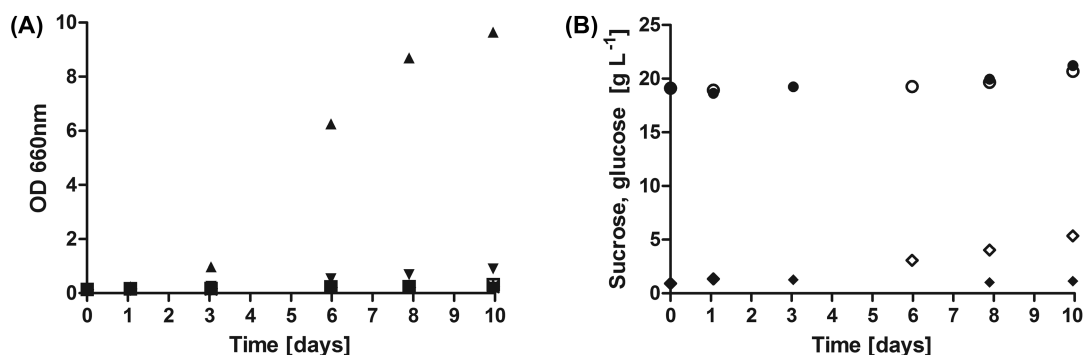 (A)
10
8
6
4
2
0
OD 660nm
0 1 2 3 4 5 6 7 8 9 10
Time [days]
(B)
25
20
15
10
5
0
Sucrose, glucose [g L⁻¹]
0 1 2 3 4 5 6 7 8 9 10
Time [days]